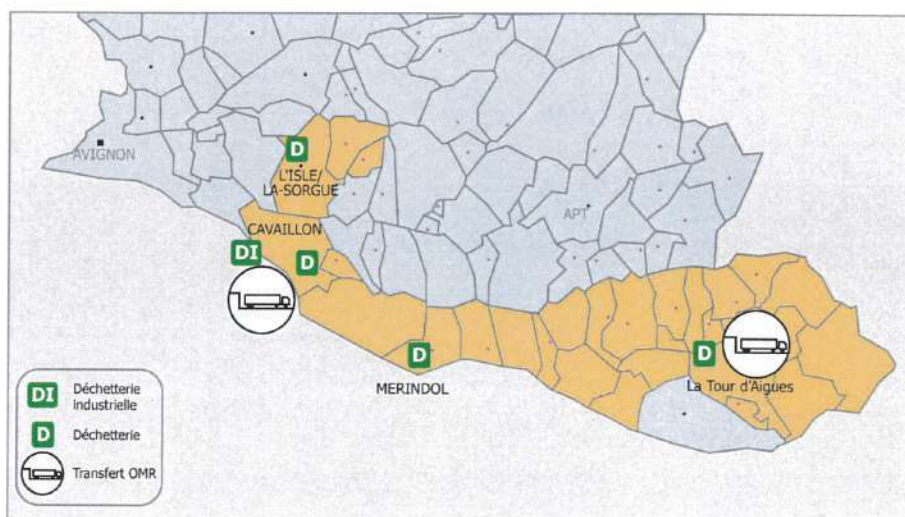 AVIGNON
D
L'ISLE/
LA-SORGUE
APT
CAVAILLON
DI
D
D
MERINDOL
D
La Tour d'Aigues
DI Déchetterie
industrielle
D Déchetterie
Transfert OMR